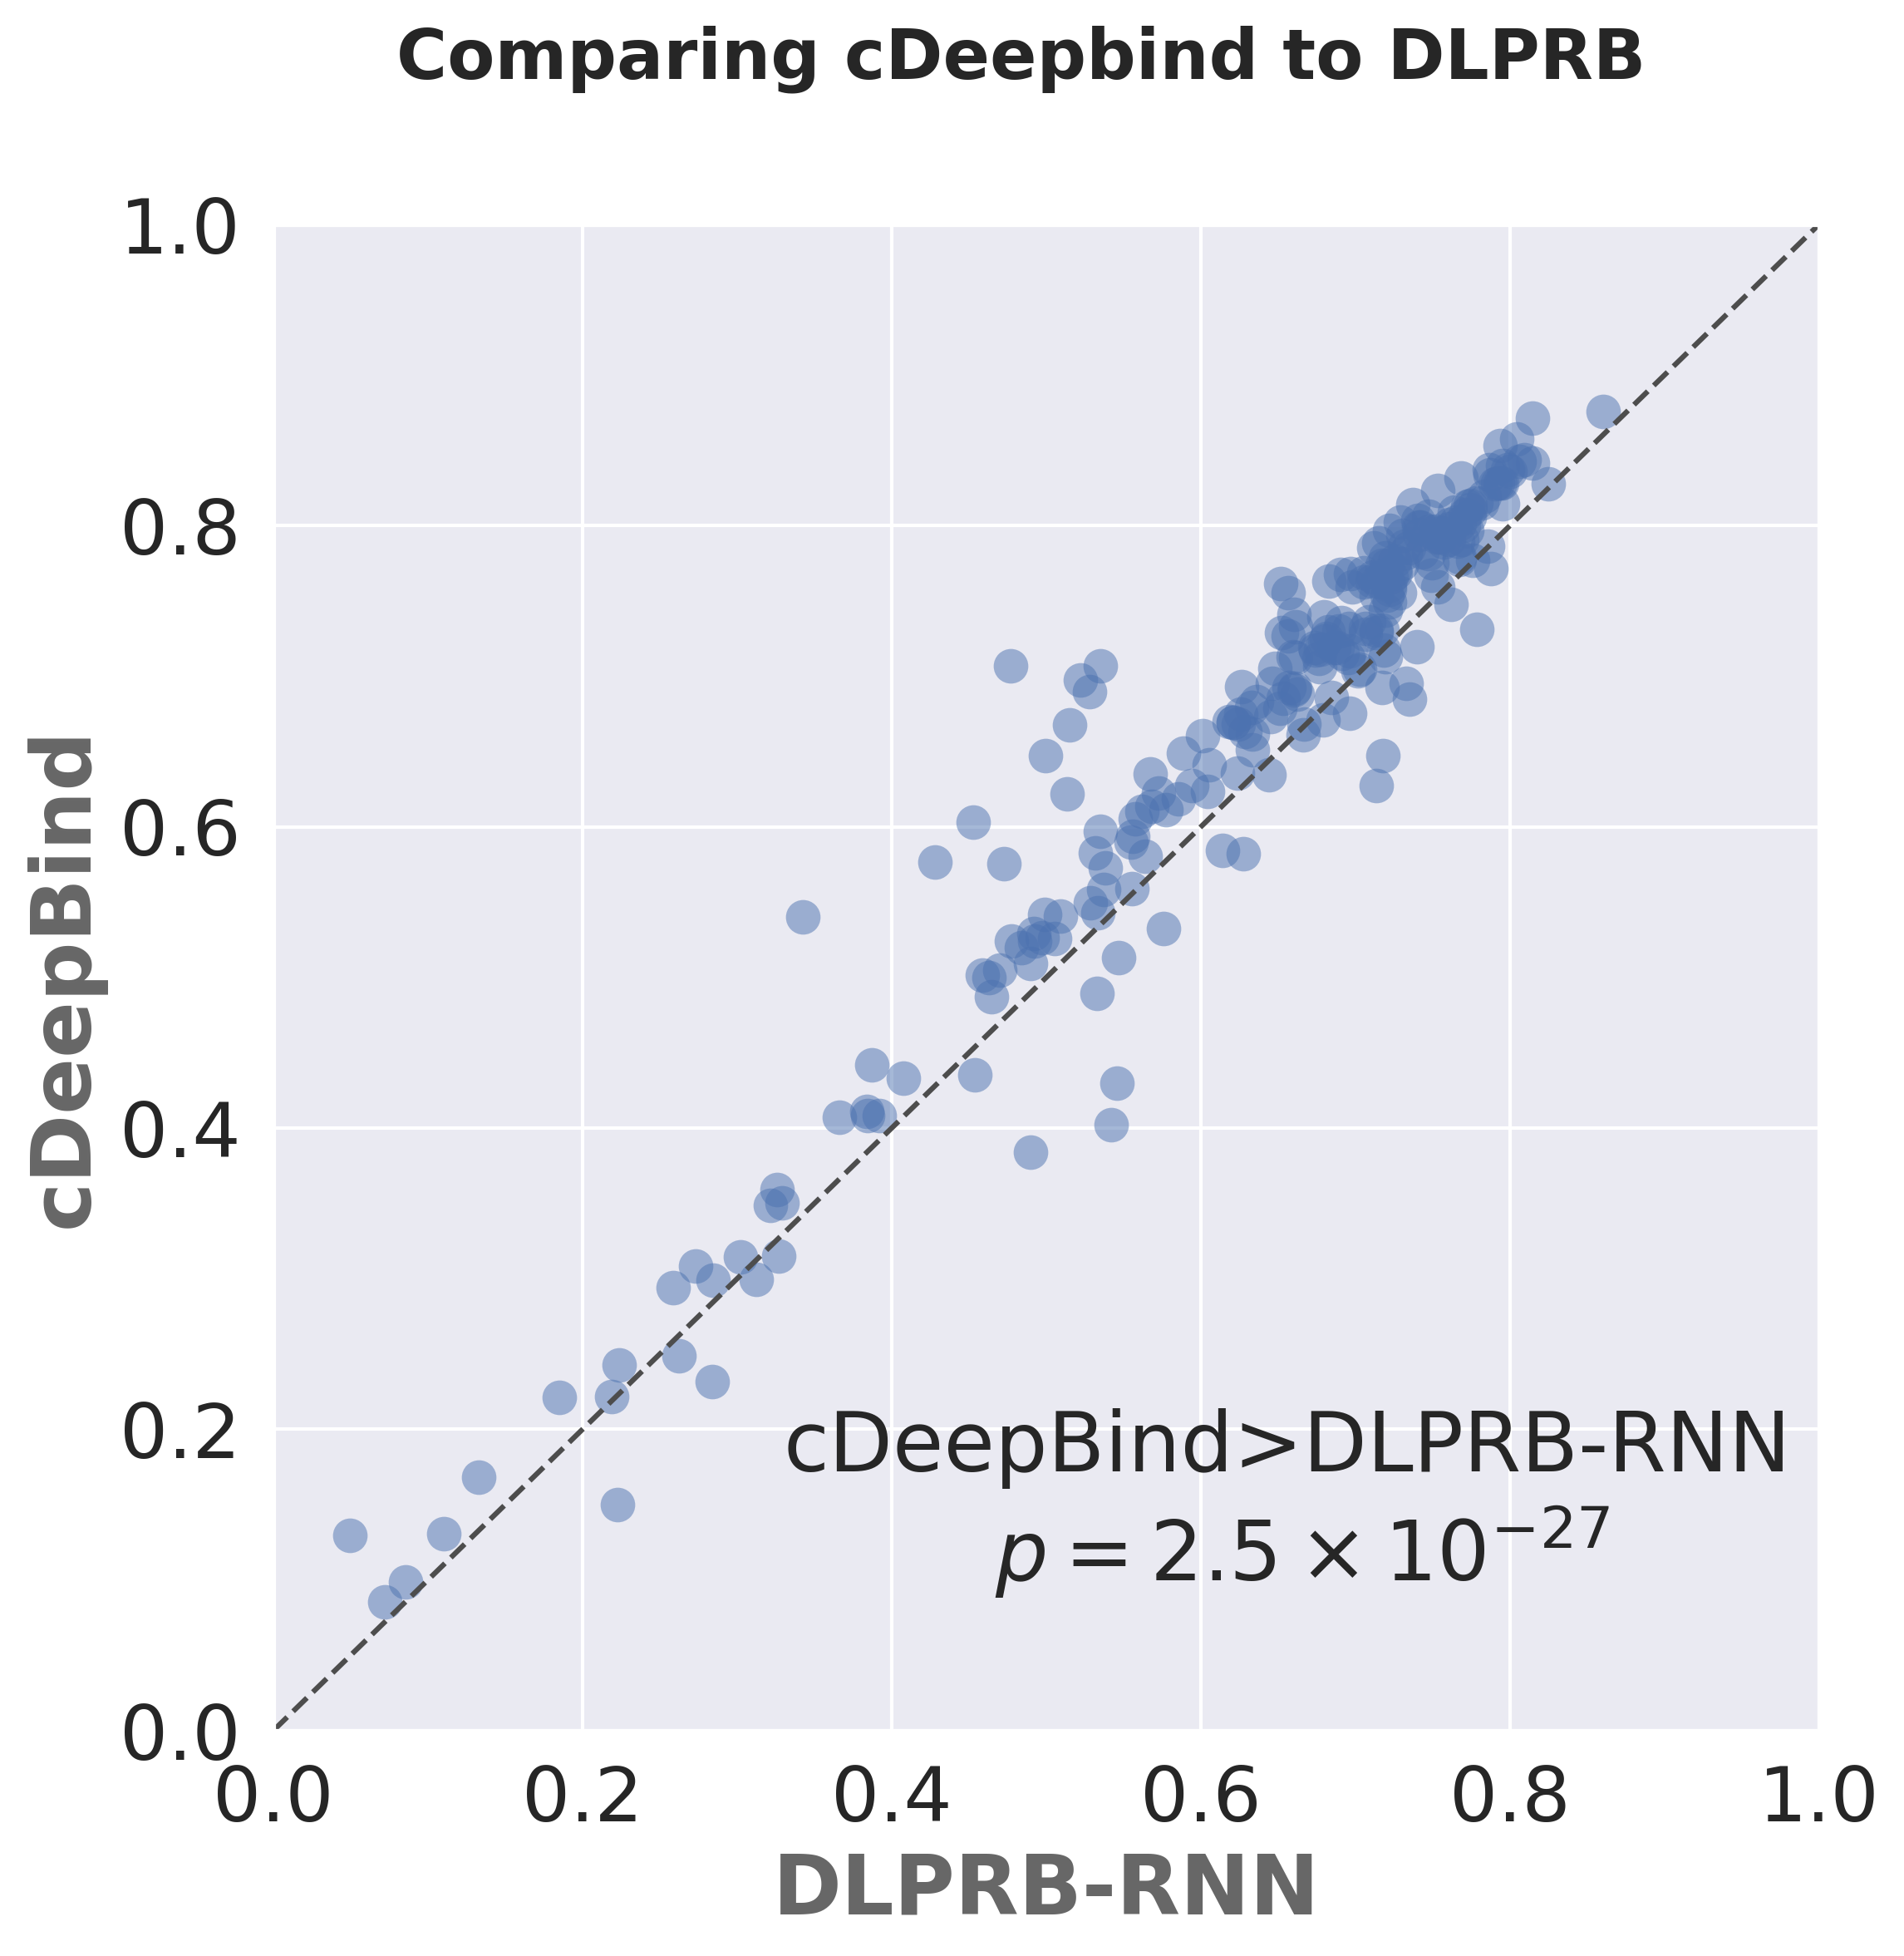 Comparing cDeepbind to DLPRB
1.0
0.8
0.6
0.4
0.2
0.0
cDeepBind
cDeepBind>DLPRB-RNN
p = 2.5 × 10⁻²⁷
0.0 0.2 0.4 0.6 0.8 1.0
DLPRB-RNN